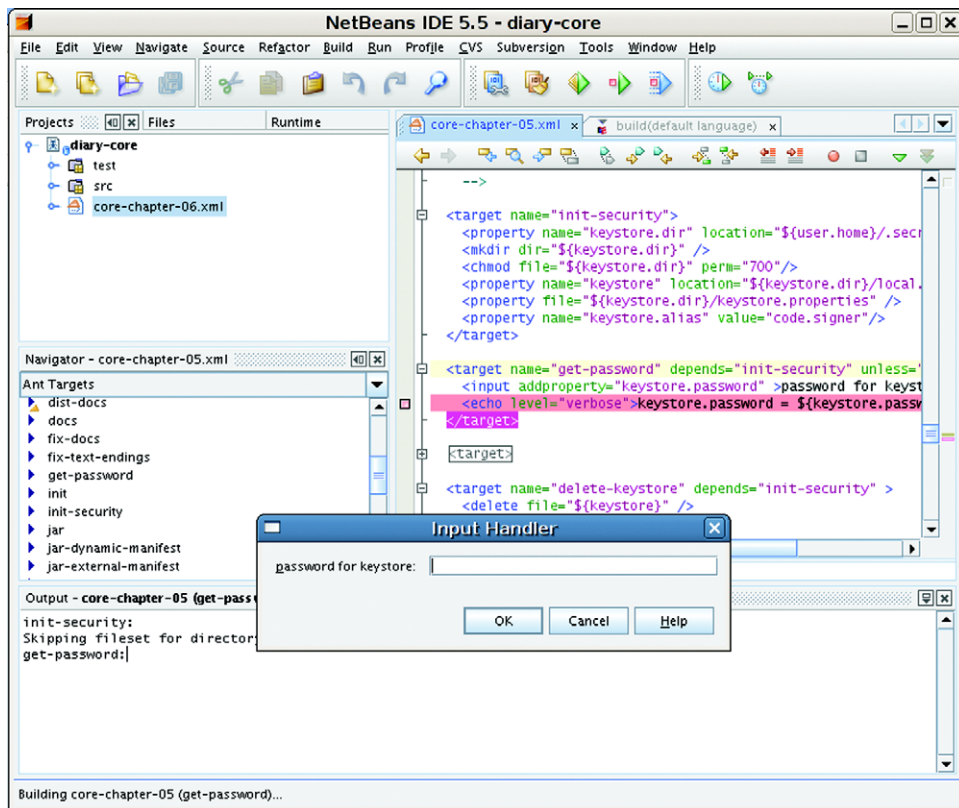 NetBeans IDE 5.5 - diary-core
File Edit View Navigate Source Refactor Build Run Profile CVS Subversion Tools Window Help
Projects Files Runtime
diary-core
test
src
core-chapter-06.xml
Navigator - core-chapter-05.xml
Ant Targets
dist-docs
docs
fix-docs
fix-text-endings
get-password
init
init-security
jar
jar-dynamic-manifest
jar-external-manifest
core-chapter-05.xml x build(default language) x
-->
<target name="init-security">
<property name="keystore.dir" location="${user.home}/.secr
<mkdir dir="${keystore.dir}" />
<chmod file="${keystore.dir}" perm="700"/>
<property name="keystore" location="${keystore.dir}/local.
<property file="${keystore.dir}/keystore.properties" />
<property name="keystore.alias" value="code.signer"/>
</target>
<target name="get-password" depends="init-security" unless="
<input addproperty="keystore.password" >password for keyst
<echo level="verbose">keystore.password = ${keystore.passw
</target>
<target>
<target name="delete-keystore" depends="init-security" >
<delete file="${keystore}" />
Input Handler
password for keystore:
OK Cancel Help
Output - core-chapter-05 (get-passw
init-security:
Skipping fileset for directory
get-password:
Building core-chapter-05 (get-password)...